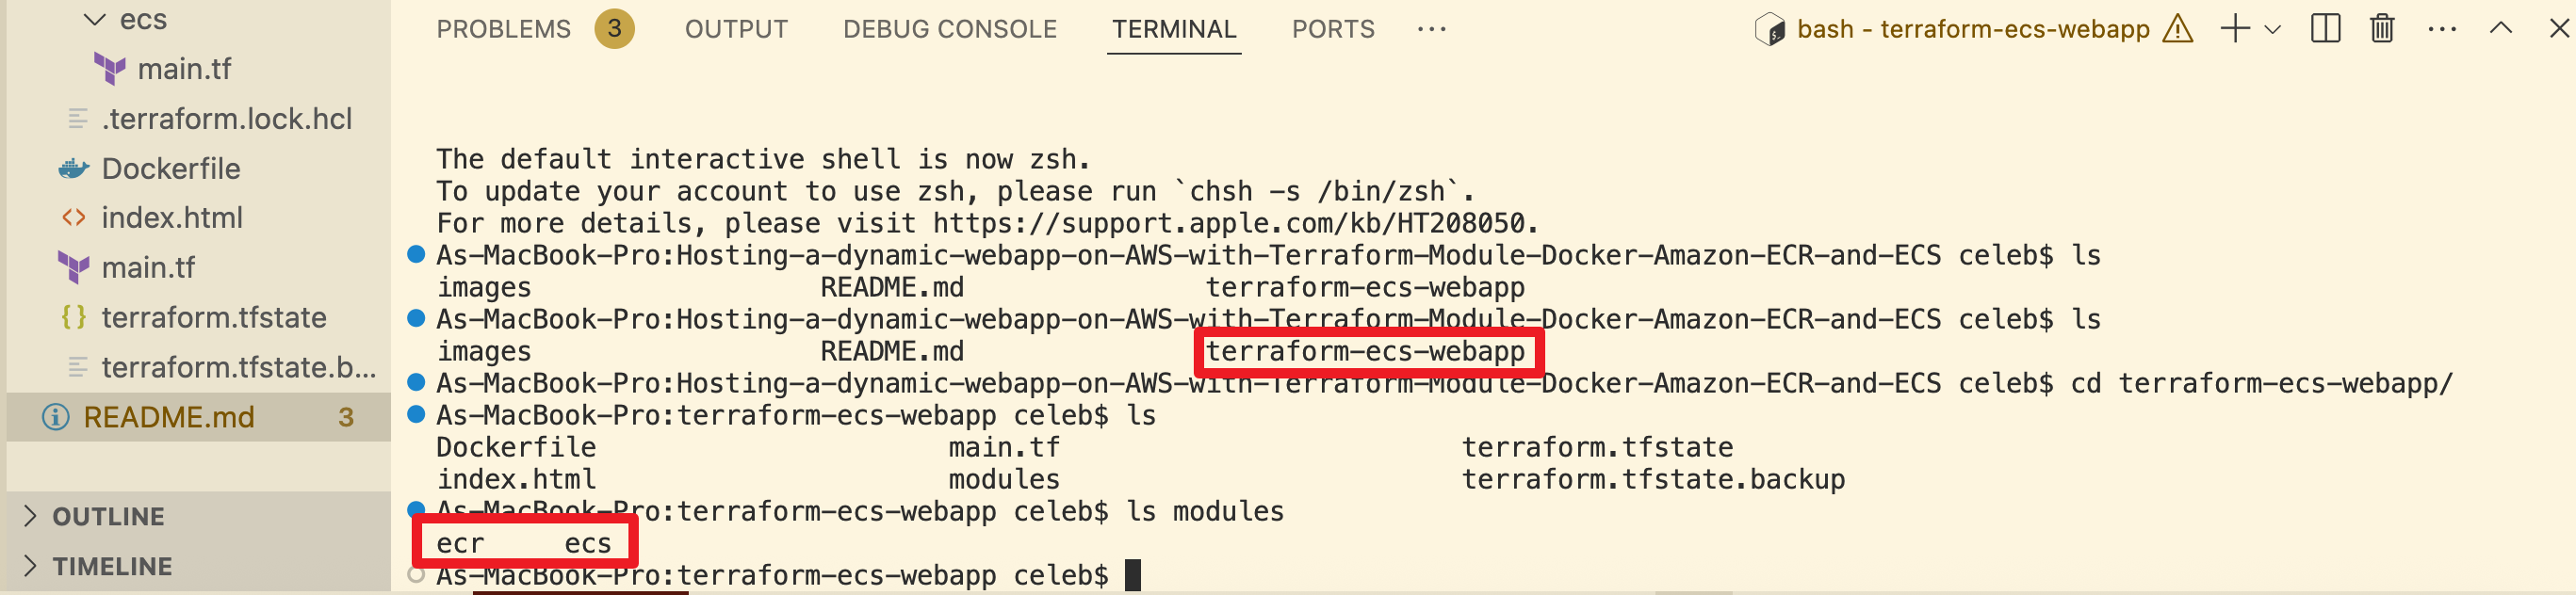 ecs
main.tf
.terraform.lock.hcl
Dockerfile
index.html
main.tf
terraform.tfstate
terraform.tfstate.b...
README.md 3
OUTLINE
TIMELINE
PROBLEMS 3 OUTPUT DEBUG CONSOLE TERMINAL PORTS ... bash - terraform-ecs-webapp
The default interactive shell is now zsh.
To update your account to use zsh, please run `chsh -s /bin/zsh`.
For more details, please visit https://support.apple.com/kb/HT208050.
As-MacBook-Pro:Hosting-a-dynamic-webapp-on-AWS-with-Terraform-Module-Docker-Amazon-ECR-and-ECS celeb$ ls
images README.md terraform-ecs-webapp
As-MacBook-Pro:Hosting-a-dynamic-webapp-on-AWS-with-Terraform-Module-Docker-Amazon-ECR-and-ECS celeb$ ls
images README.md terraform-ecs-webapp
As-MacBook-Pro:Hosting-a-dynamic-webapp-on-AWS-with-Terraform-Module-Docker-Amazon-ECR-and-ECS celeb$ cd terraform-ecs-webapp/
As-MacBook-Pro:terraform-ecs-webapp celeb$ ls
Dockerfile main.tf terraform.tfstate
index.html modules terraform.tfstate.backup
As-MacBook-Pro:terraform-ecs-webapp celeb$ ls modules
ecr ecs
As-MacBook-Pro:terraform-ecs-webapp celeb$